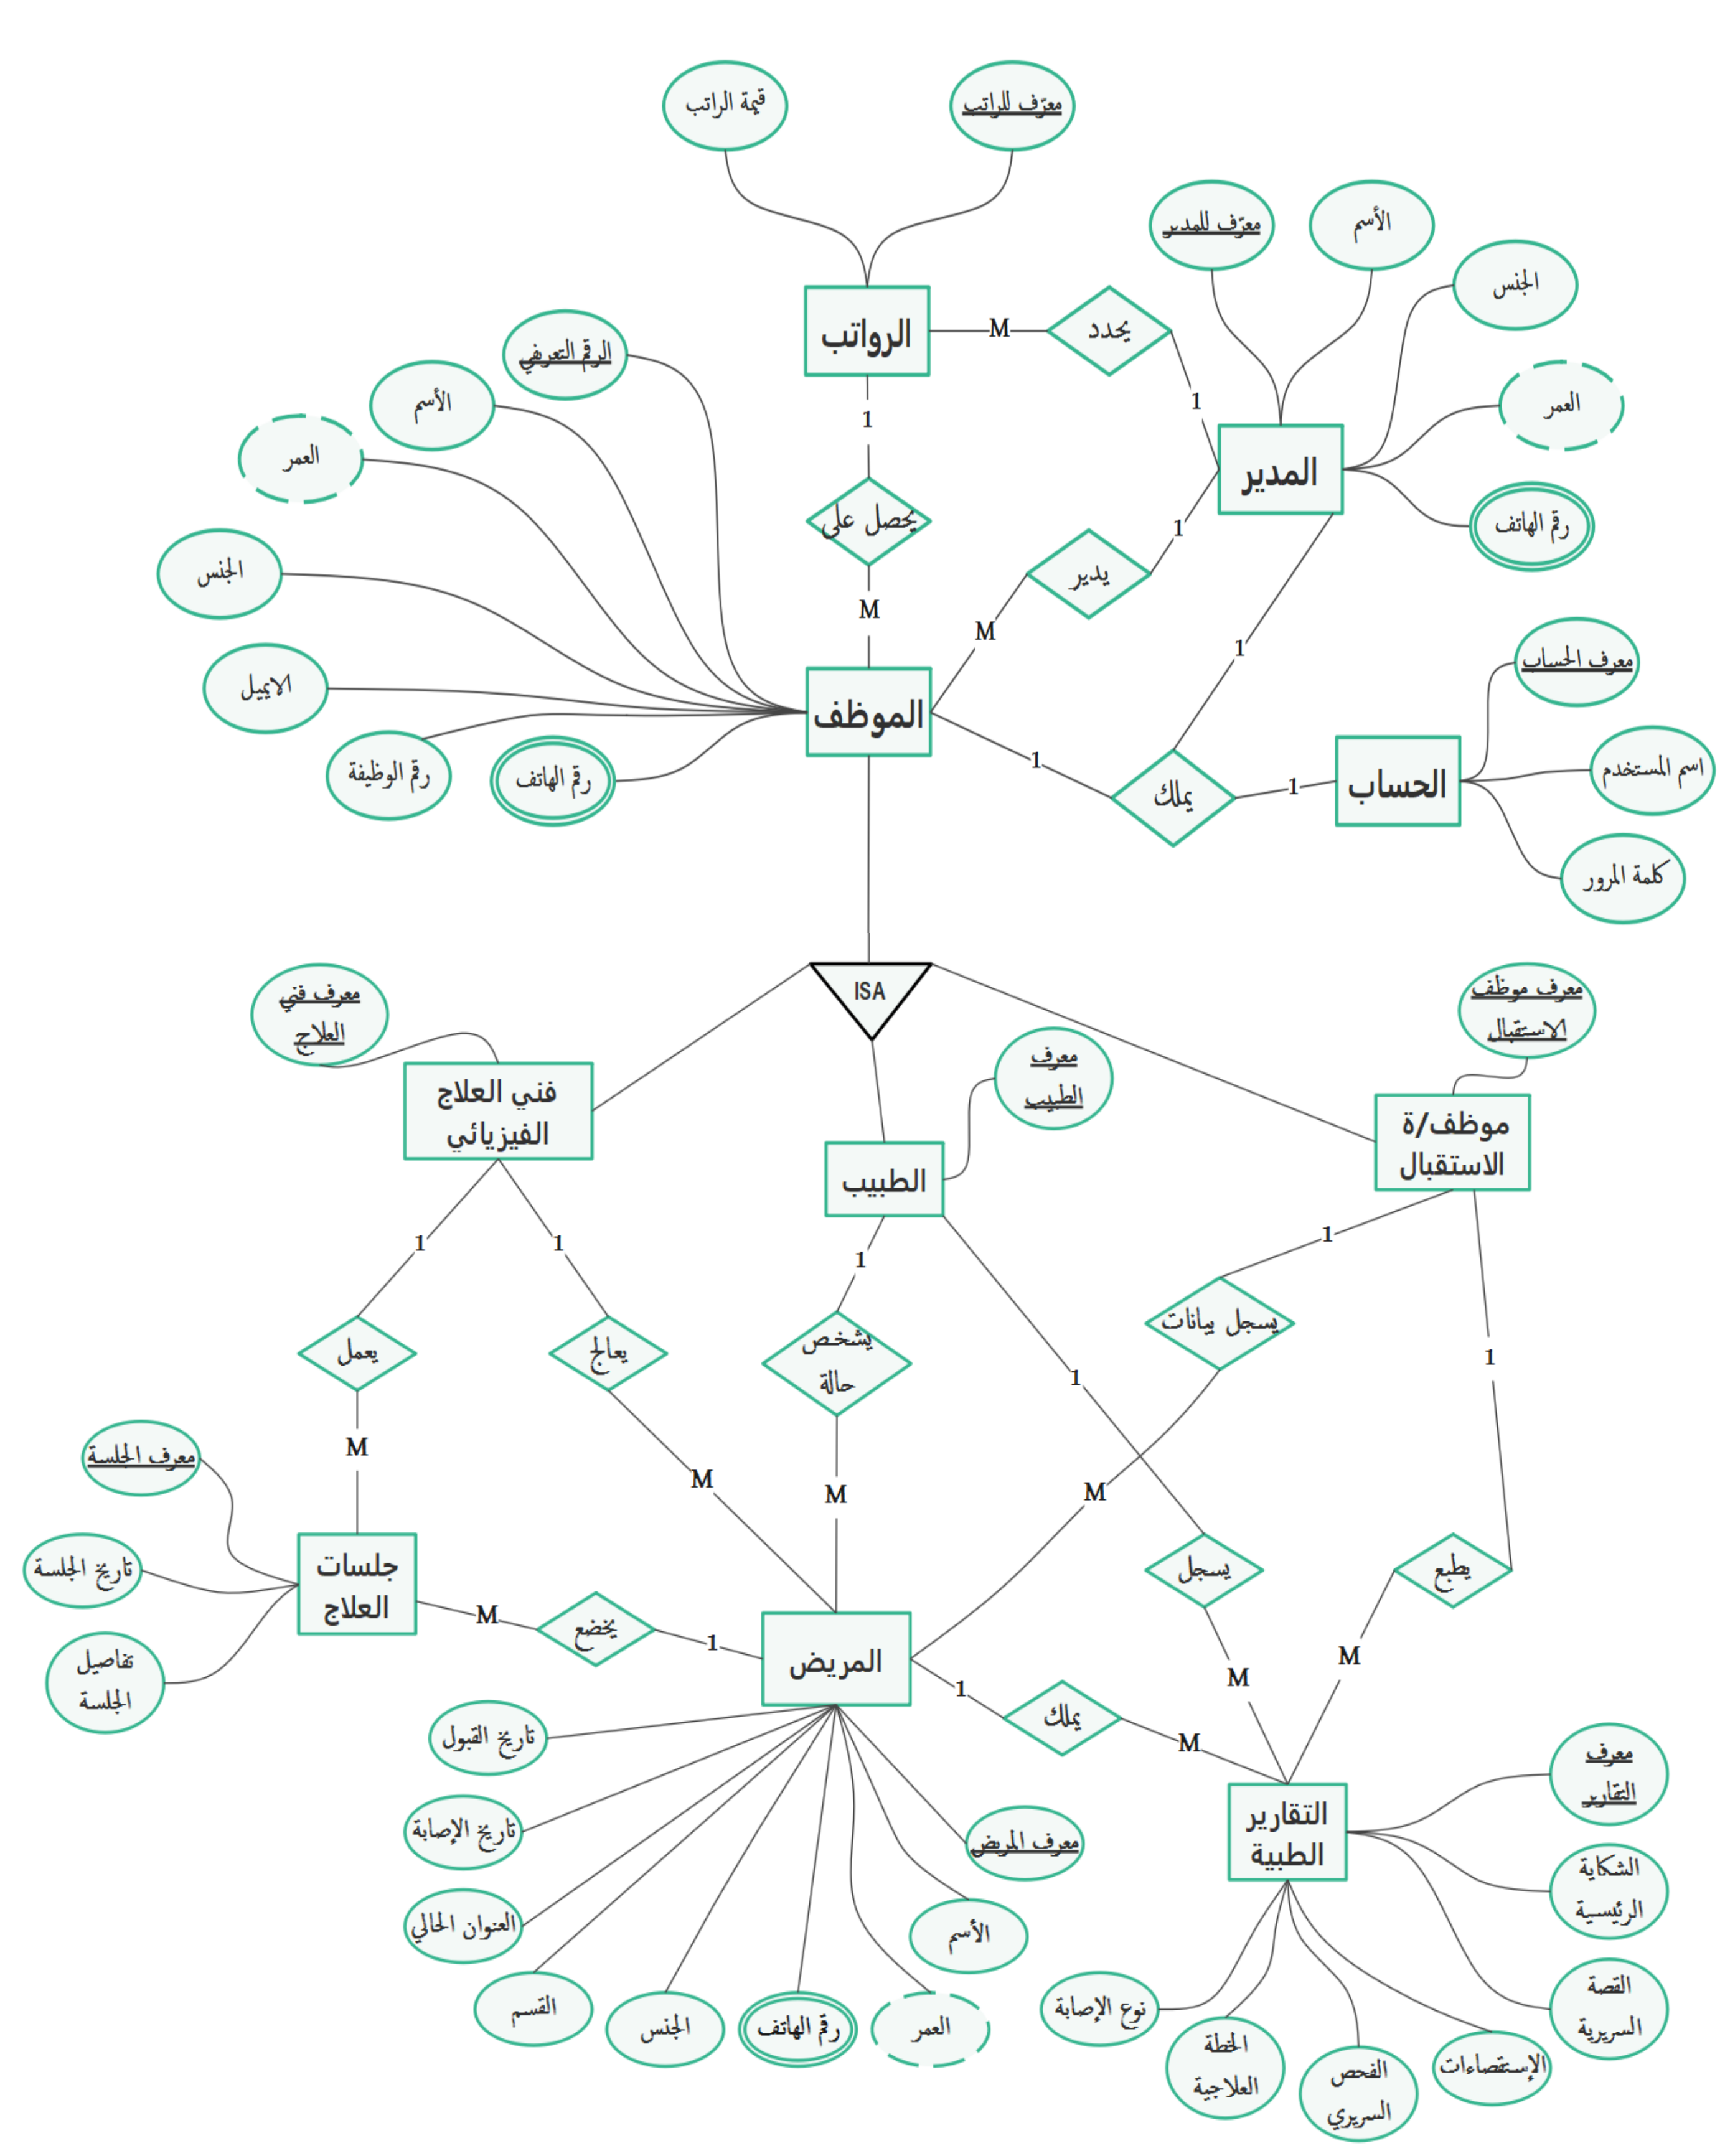 قيمة الراتب
معرّف للراتب
معرّف للمدير
الأسم
الجنس
العمر
رقم الهاتف
الرواتب
M
يحدد
1
المدير
الرقم التعريفي
الأسم
العمر
الجنس
الايميل
رقم الوظيفة
رقم الهاتف
1
يحصل على
M
1
يدير
M
1
الموظف
1
يملك
1
الحساب
معرف الحساب
اسم المستخدم
كلمة المرور
ISA
معرف فني
العلاج
فني العلاج
الفيزيائي
معرف
الطبيب
الطبيب
معرف موظف
الاستقبال
موظف/ة
الاستقبال
1
1
1
1
1
1
يعمل
يعالج
يشخص
حالة
يسجل بيانات
M
M
M
M
معرف الجلسة
تاريخ الجلسة
تفاصيل
الجلسة
جلسات
العلاج
M
يخضع
1
المريض
يسجل
يطبع
M
M
1
يملك
M
تاريخ القبول
تاريخ الإصابة
العنوان الحالي
القسم
الجنس
رقم الهاتف
العمر
الأسم
معرف المريض
التقارير
الطبية
معرف
التقارير
الشكاية
الرئيسية
القصة
السريرية
الإستقصاءات
الفحص
السريري
الخطة
العلاجية
نوع الإصابة